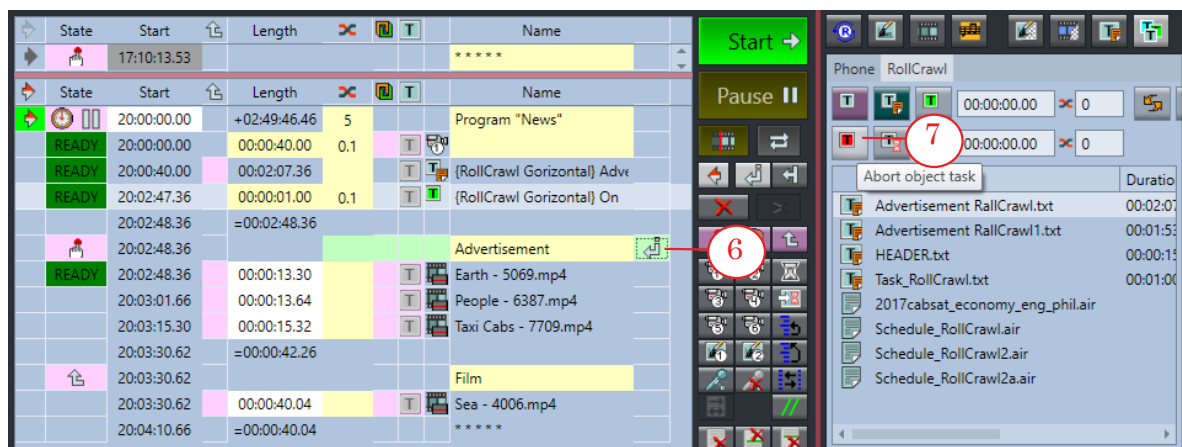 State Start Length T Name
17:10:13.53 * * * * *
State Start Length T Name
20:00:00.00 +02:49:46.46 5 Program "News"
READY 20:00:00.00 00:00:40.00 0.1 T 1
READY 20:00:40.00 00:02:07.36 T T {RollCrawl Gorizontal} Adve
READY 20:02:47.36 00:00:01.00 0.1 T T {RollCrawl Gorizontal} On
20:02:48.36 =00:02:48.36
20:02:48.36 Advertisement
READY 20:02:48.36 00:00:13.30 T Earth - 5069.mp4
20:03:01.66 00:00:13.64 T People - 6387.mp4
20:03:15.30 00:00:15.32 T Taxi Cabs - 7709.mp4
20:03:30.62 =00:00:42.26
20:03:30.62 Film
20:03:30.62 00:00:40.04 T Sea - 4006.mp4
20:04:10.66 =00:00:40.04 * * * * *
Start
Pause
6
R T T
Phone RollCrawl
T T T 00:00:00.00 0
T T 00:00:00.00 0
7
Abort object task
Duratio
Advertisement RallCrawl.txt 00:02:07
Advertisement RallCrawl1.txt 00:01:53
HEADER.txt 00:00:15
Task_RollCrawl.txt 00:01:00
2017cabsat_economy_eng_phil.air
Schedule_RollCrawl.air
Schedule_RollCrawl2.air
Schedule_RollCrawl2a.air